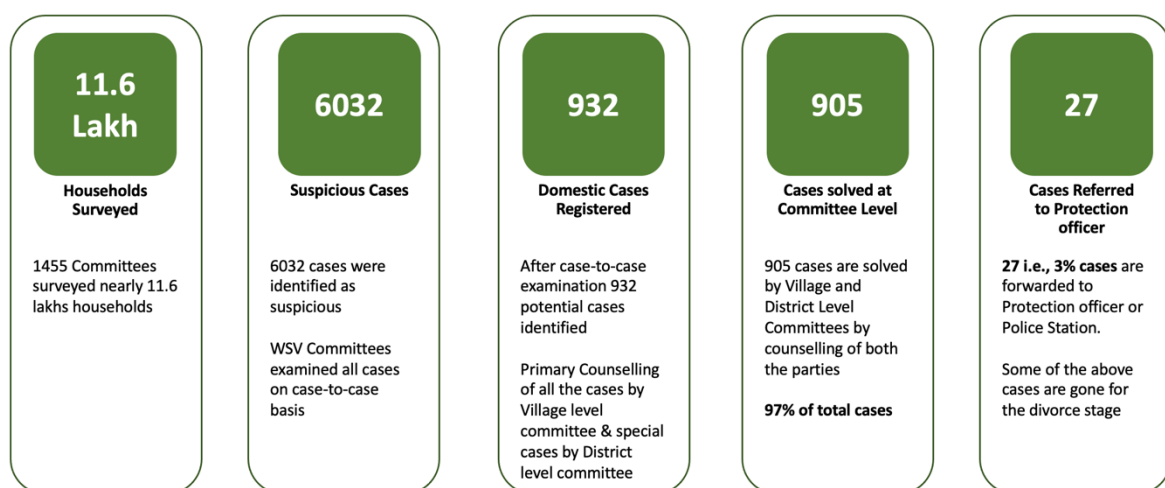 11.6
Lakh
Households
Surveyed
1455 Committees
surveyed nearly 11.6
lakhs households
6032
Suspicious Cases
6032 cases were
identified as
suspicious
WSV Committees
examined all cases
on case-to-case
basis
932
Domestic Cases
Registered
After case-to-case
examination 932
potential cases
identified
Primary Counselling
of all the cases by
Village level
committee & special
cases by District
level committee
905
Cases solved at
Committee Level
905 cases are solved
by Village and
District Level
Committees by
counselling of both
the parties
97% of total cases
27
Cases Referred
to Protection
officer
27 i.e., 3% cases are
forwarded to
Protection officer or
Police Station.
Some of the above
cases are gone for
the divorce stage